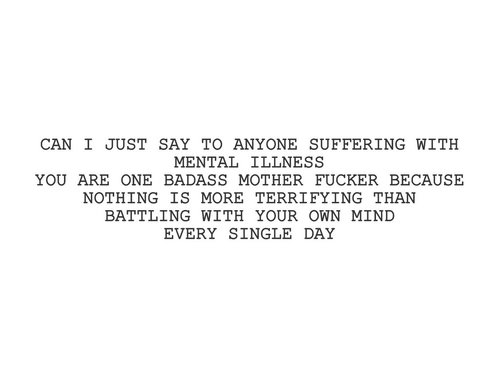 CAN I JUST SAY TO ANYONE SUFFERING WITH
MENTAL ILLNESS
YOU ARE ONE BADASS MOTHER FUCKER BECAUSE
NOTHING IS MORE TERRIFYING THAN
BATTLING WITH YOUR OWN MIND
EVERY SINGLE DAY